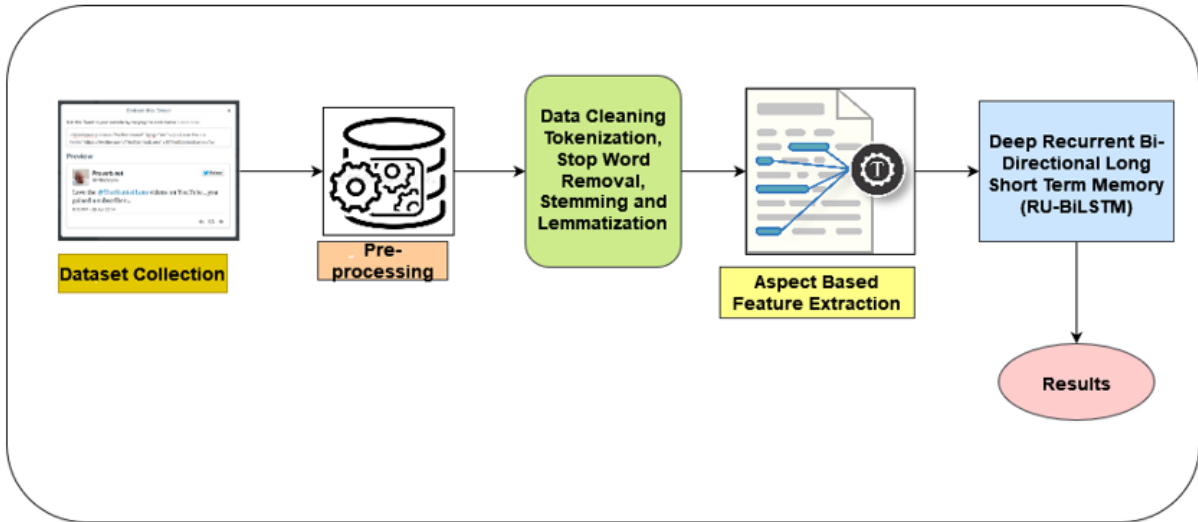 Preview
Dataset Collection
Pre-
processing
Data Cleaning
Tokenization,
Stop Word
Removal,
Stemming and
Lemmatization
T
Aspect Based
Feature Extraction
Deep Recurrent Bi-
Directional Long
Short Term Memory
(RU-BiLSTM)
Results